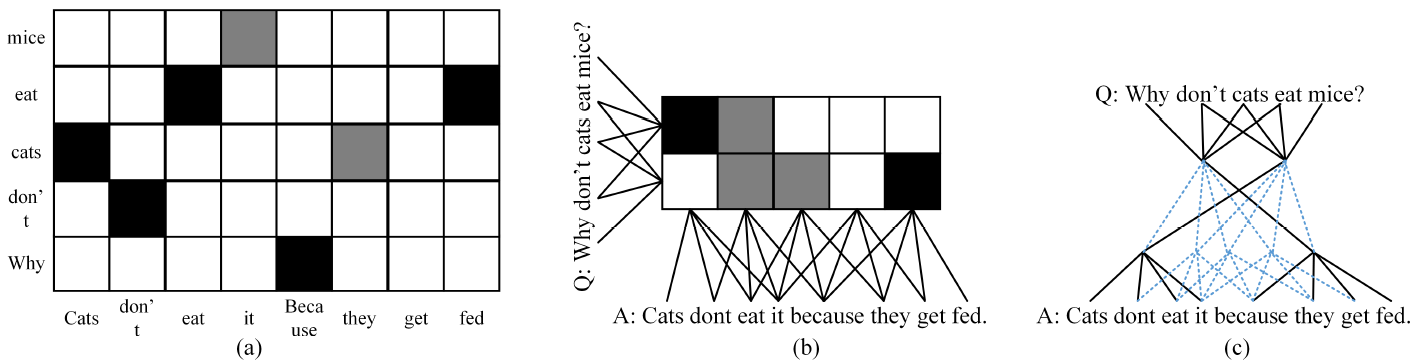 mice
eat
cats
don'
t
Why
Cats
don'
t
eat
it
Beca
use
they
get
fed
(a)
Q: Why don't cats eat mice?
A: Cats dont eat it because they get fed.
(b)
Q: Why don't cats eat mice?
A: Cats dont eat it because they get fed.
(c)